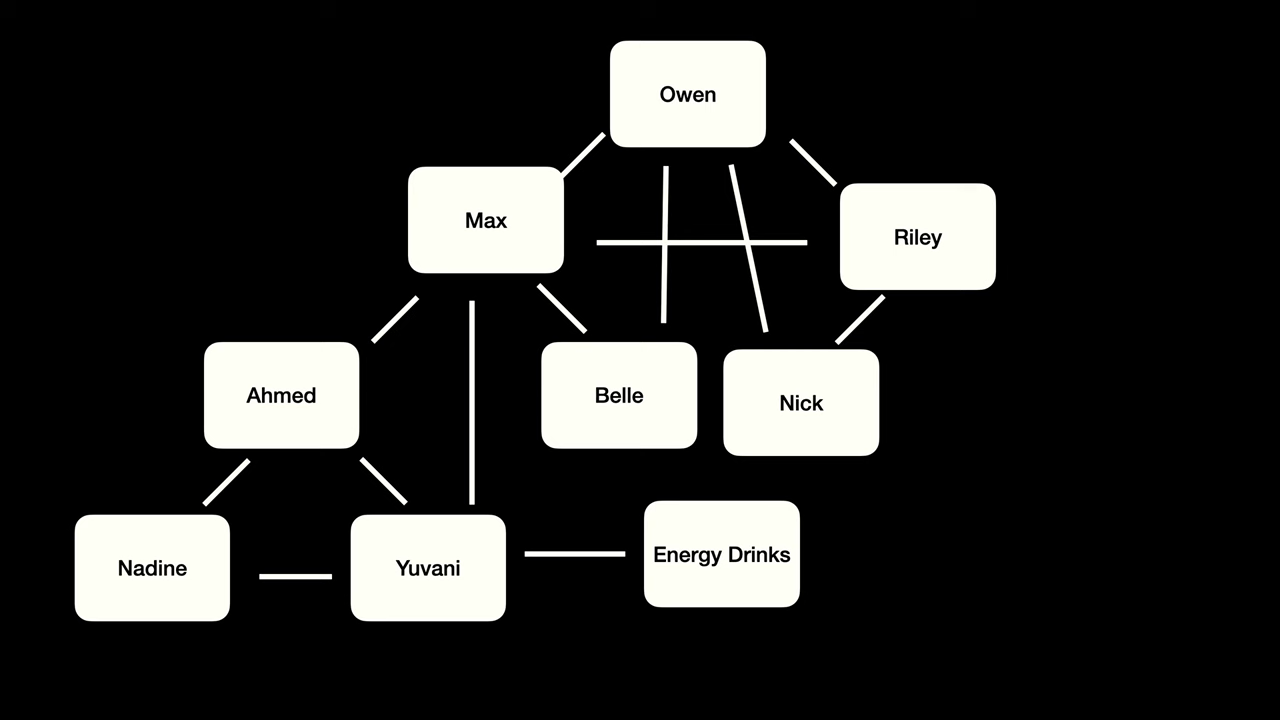 Owen
Max
Riley
Ahmed
Belle
Nick
Nadine
Yuvani
Energy Drinks